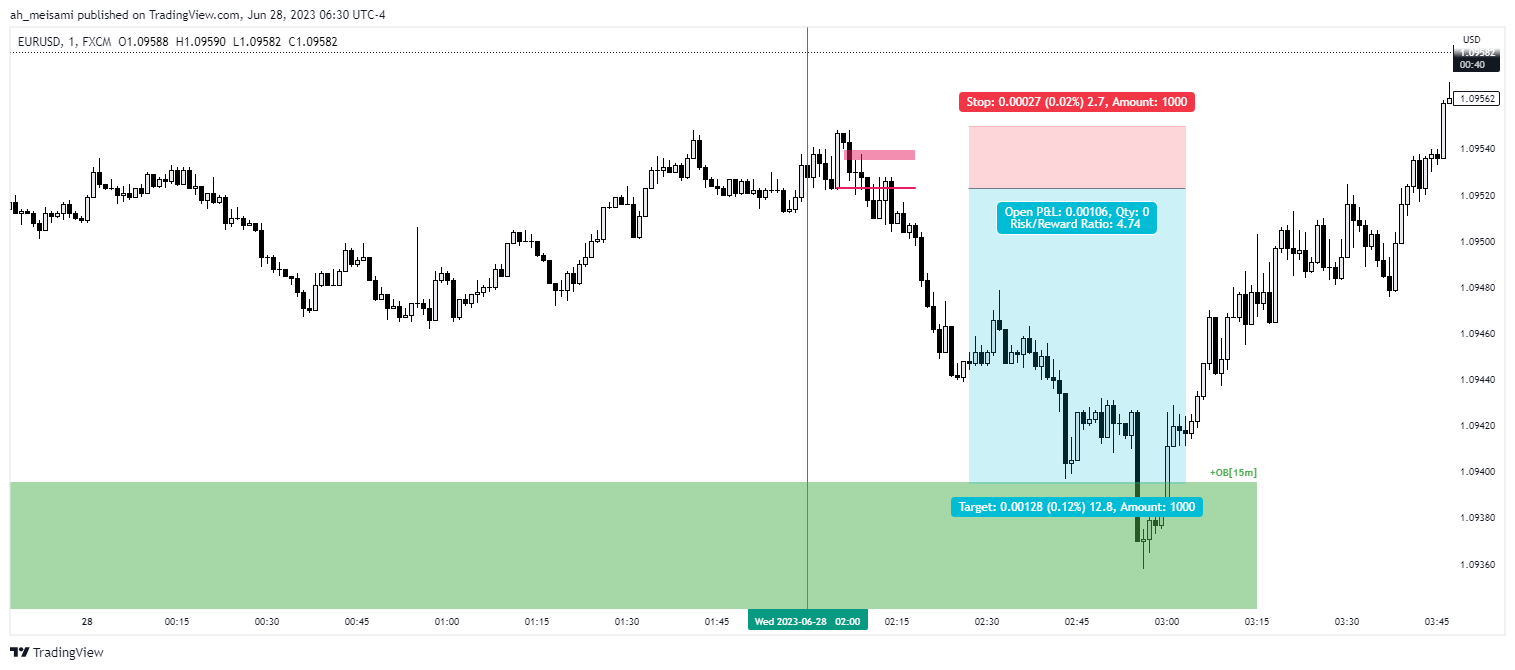 ah_meisami published on TradingView.com, Jun 28, 2023 06:30 UTC-4
EURUSD, 1, FXCM O1.09588 H1.09590 L1.09582 C1.09582
USD
1.09582
00:40
1.09562
Stop: 0.00027 (0.02%) 2.7, Amount: 1000
1.09540
1.09520
Open P&L: 0.00106, Qty: 0
Risk/Reward Ratio: 4.74
1.09500
1.09480
1.09460
1.09440
1.09420
1.09400
+OB[15m]
Target: 0.00128 (0.12%) 12.8, Amount: 1000
1.09380
1.09360
28 00:15 00:30 00:45 01:00 01:15 01:30 01:45 Wed 2023-06-28 02:00 02:15 02:30 02:45 03:00 03:15 03:30 03:45
TradingView